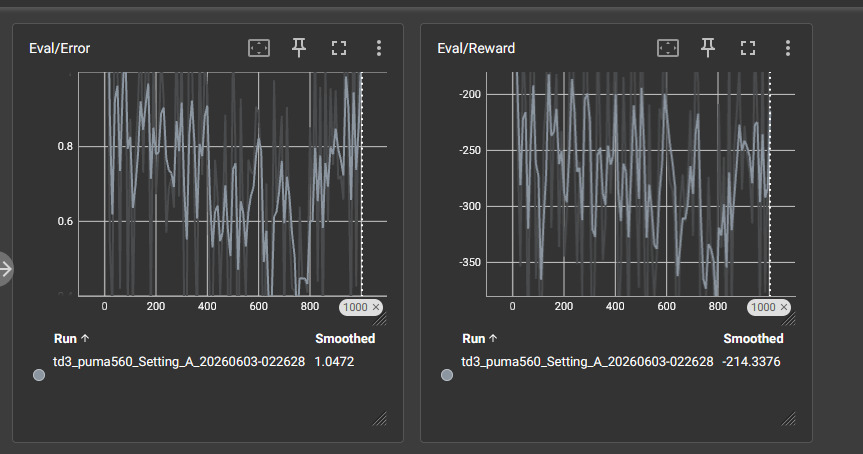 Eval/Error
0.8
0.6
0 200 400 600 800 1000 ×
Run ↑ Smoothed
td3_puma560_Setting_A_20260603-022628 1.0472
Eval/Reward
-200
-250
-300
-350
0 200 400 600 800 1000 ×
Run ↑ Smoothed
td3_puma560_Setting_A_20260603-022628 -214.3376